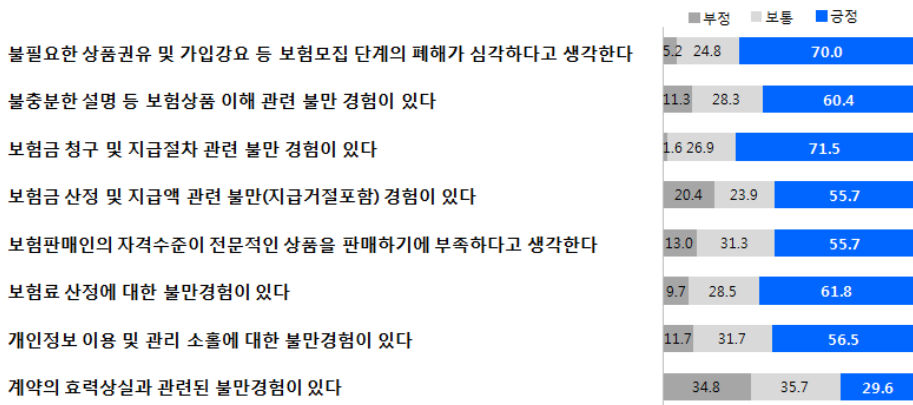 부정 보통 긍정
불필요한 상품권유 및 가입강요 등 보험모집 단계의 폐해가 심각하다고 생각한다 5.2 24.8 70.0
불충분한 설명 등 보험상품 이해 관련 불만 경험이 있다 11.3 28.3 60.4
보험금 청구 및 지급절차 관련 불만 경험이 있다 1.6 26.9 71.5
보험금 산정 및 지급액 관련 불만(지급거절포함) 경험이 있다 20.4 23.9 55.7
보험판매인의 자격수준이 전문적인 상품을 판매하기에 부족하다고 생각한다 13.0 31.3 55.7
보험료 산정에 대한 불만경험이 있다 9.7 28.5 61.8
개인정보 이용 및 관리 소홀에 대한 불만경험이 있다 11.7 31.7 56.5
계약의 효력상실과 관련된 불만경험이 있다 34.8 35.7 29.6